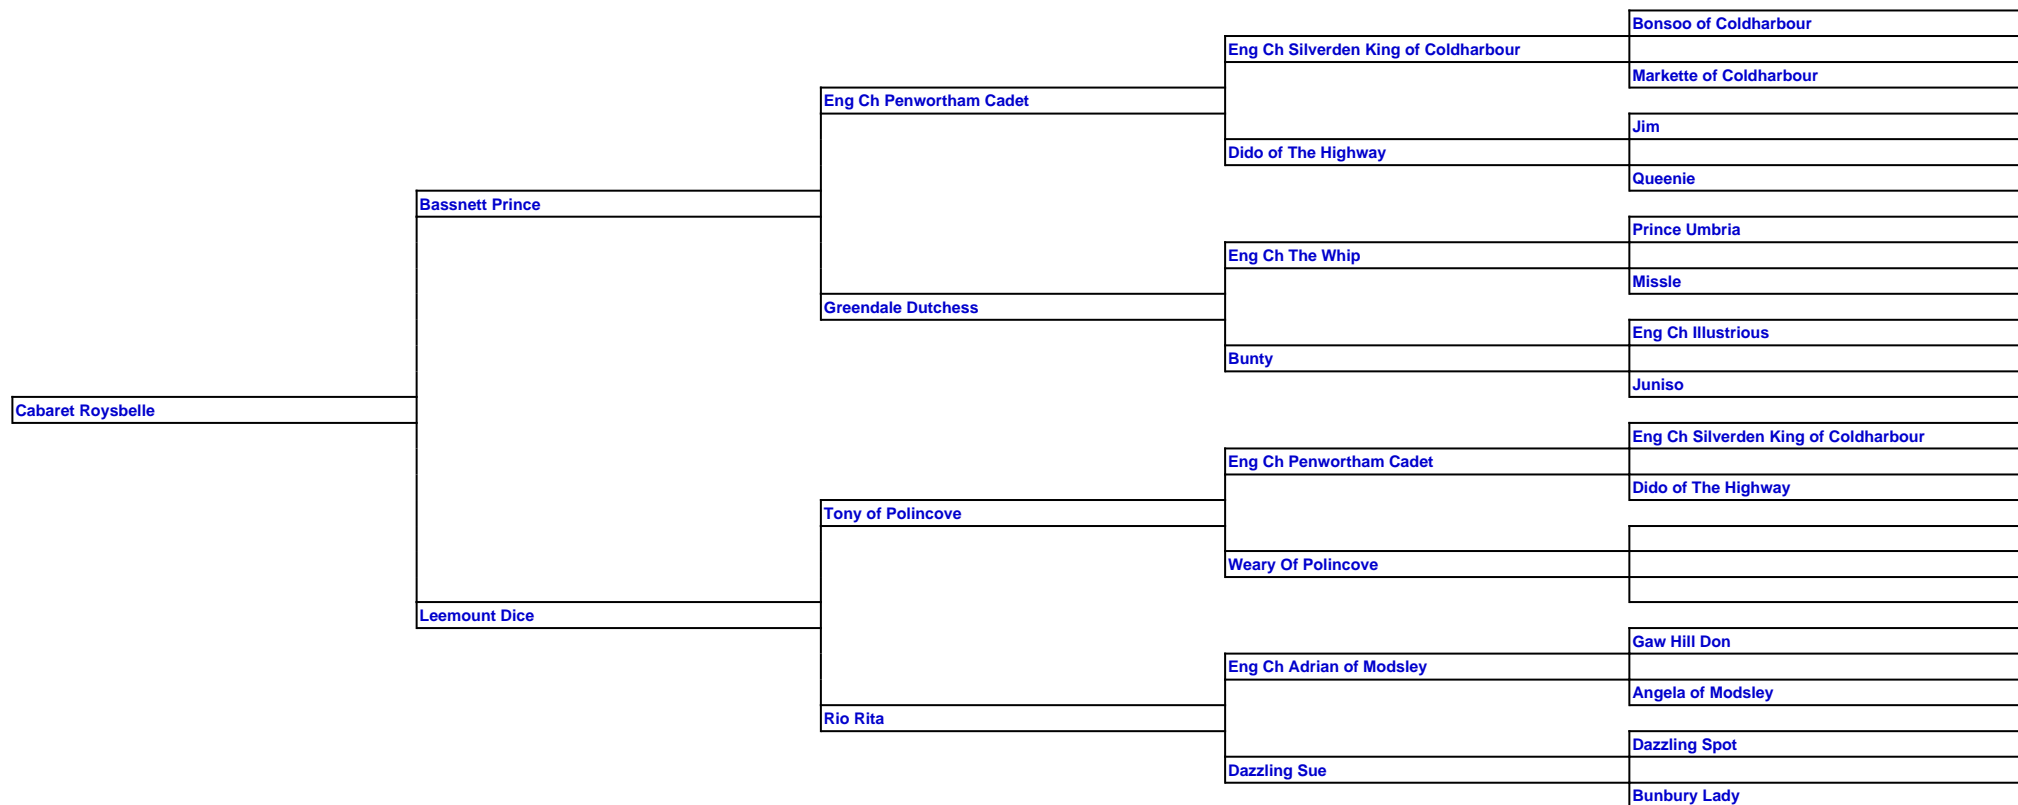 Bonsoo of Coldharbour
Eng Ch Silverden King of Coldharbour
Markette of Coldharbour
Eng Ch Penwortham Cadet
Jim
Dido of The Highway
Queenie
Bassnett Prince
Prince Umbria
Eng Ch The Whip
Missle
Greendale Dutchess
Eng Ch Illustrious
Bunty
Juniso
Cabaret Roysbelle
Eng Ch Silverden King of Coldharbour
Eng Ch Penwortham Cadet
Dido of The Highway
Tony of Polincove
Weary Of Polincove
Leemount Dice
Gaw Hill Don
Eng Ch Adrian of Modsley
Angela of Modsley
Rio Rita
Dazzling Spot
Dazzling Sue
Bunbury Lady